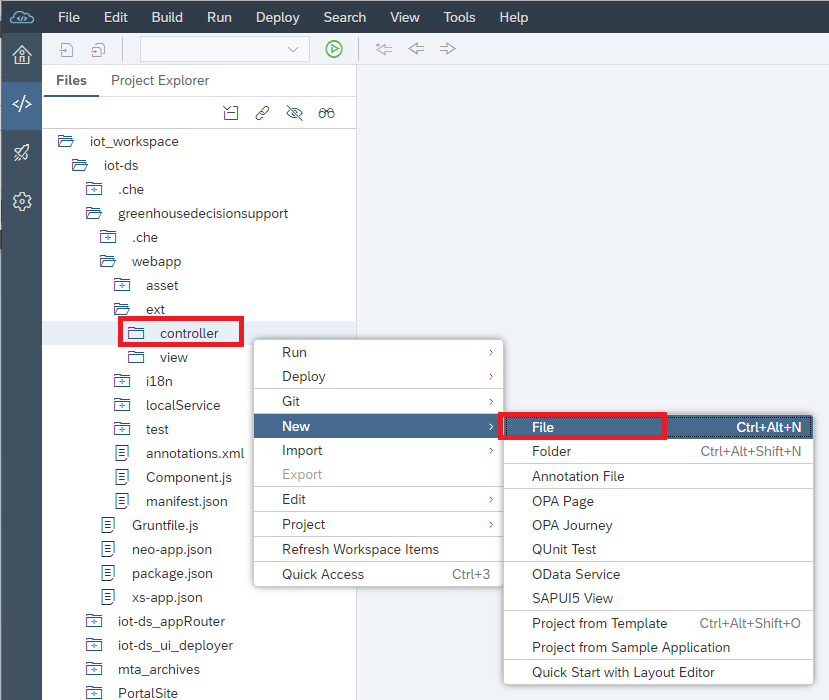 File Edit Build Run Deploy Search View Tools Help
Files Project Explorer
iot_workspace
iot-ds
.che
greenhousedecisionsupport
.che
webapp
asset
ext
controller
view
i18n
localService
test
annotations.xml
Component.js
manifest.json
Gruntfile.js
neo-app.json
package.json
xs-app.json
iot-ds_appRouter
iot-ds_ui_deployer
mta_archives
PortalSite
Run
Deploy
Git
New
Import
Export
Edit
Project
Refresh Workspace Items
Quick Access Ctrl+3
File Ctrl+Alt+N
Folder Ctrl+Alt+Shift+N
Annotation File
OPA Page
OPA Journey
QUnit Test
OData Service
SAPUI5 View
Project from Template Ctrl+Alt+Shift+O
Project from Sample Application
Quick Start with Layout Editor